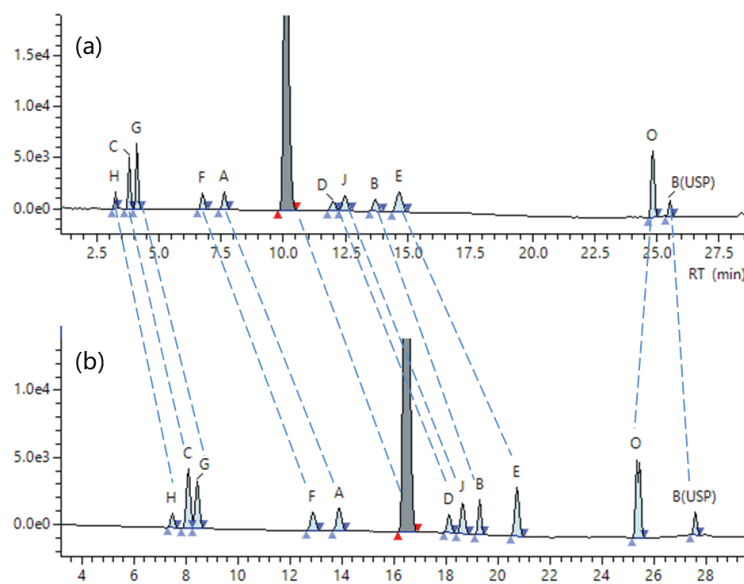 (a)
1.5e4
1.0e4
5.0e3
0.0e0
H
C
G
F
A
D
J
B
E
O
B(USP)
2.5 5.0 7.5 10.0 12.5 15.0 17.5 20.0 22.5 25.0 27.5
RT (min)
(b)
1.0e4
5.0e3
0.0e0
H
C
G
F
A
D
J
B
E
O
B(USP)
4 6 8 10 12 14 16 18 20 22 24 26 28